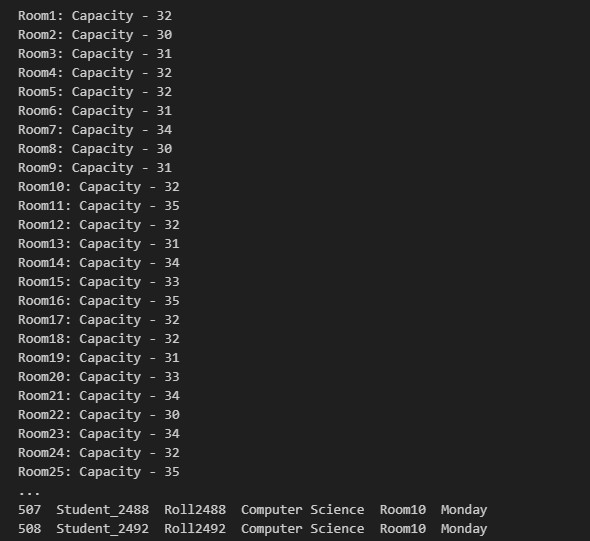 Room1: Capacity - 32
Room2: Capacity - 30
Room3: Capacity - 31
Room4: Capacity - 32
Room5: Capacity - 32
Room6: Capacity - 31
Room7: Capacity - 34
Room8: Capacity - 30
Room9: Capacity - 31
Room10: Capacity - 32
Room11: Capacity - 35
Room12: Capacity - 32
Room13: Capacity - 31
Room14: Capacity - 34
Room15: Capacity - 33
Room16: Capacity - 35
Room17: Capacity - 32
Room18: Capacity - 32
Room19: Capacity - 31
Room20: Capacity - 33
Room21: Capacity - 34
Room22: Capacity - 30
Room23: Capacity - 34
Room24: Capacity - 32
Room25: Capacity - 35
...
507  Student_2488  Roll2488  Computer Science  Room10  Monday
508  Student_2492  Roll2492  Computer Science  Room10  Monday